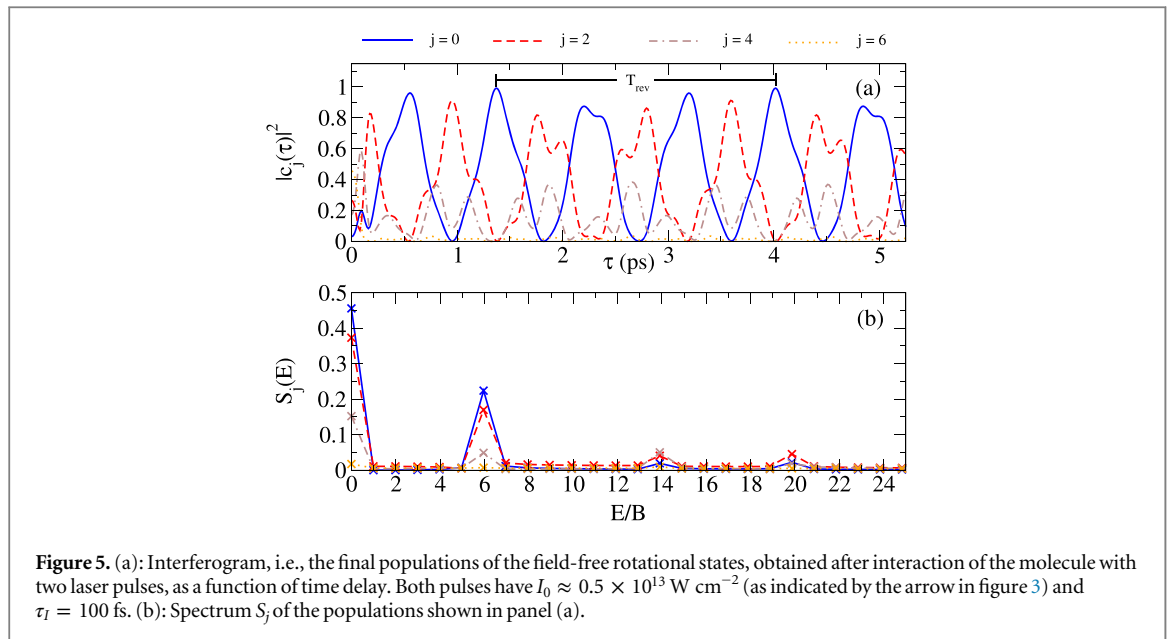 j = 0 j = 2 j = 4 j = 6
(a)
T_rev
|c_j(τ)|^2
1
0.8
0.6
0.4
0.2
0
0 1 2 3 4 5
τ (ps)
(b)
S_j(E)
0.5
0.4
0.3
0.2
0.1
0
0 2 4 6 8 10 12 14 16 18 20 22 24
E/B
Figure 5. (a): Interferogram, i.e., the final populations of the field-free rotational states, obtained after interaction of the molecule with
two laser pulses, as a function of time delay. Both pulses have I_0 ≈ 0.5 × 10^13 W cm^−2 (as indicated by the arrow in figure 3) and
τ_I = 100 fs. (b): Spectrum S_j of the populations shown in panel (a).